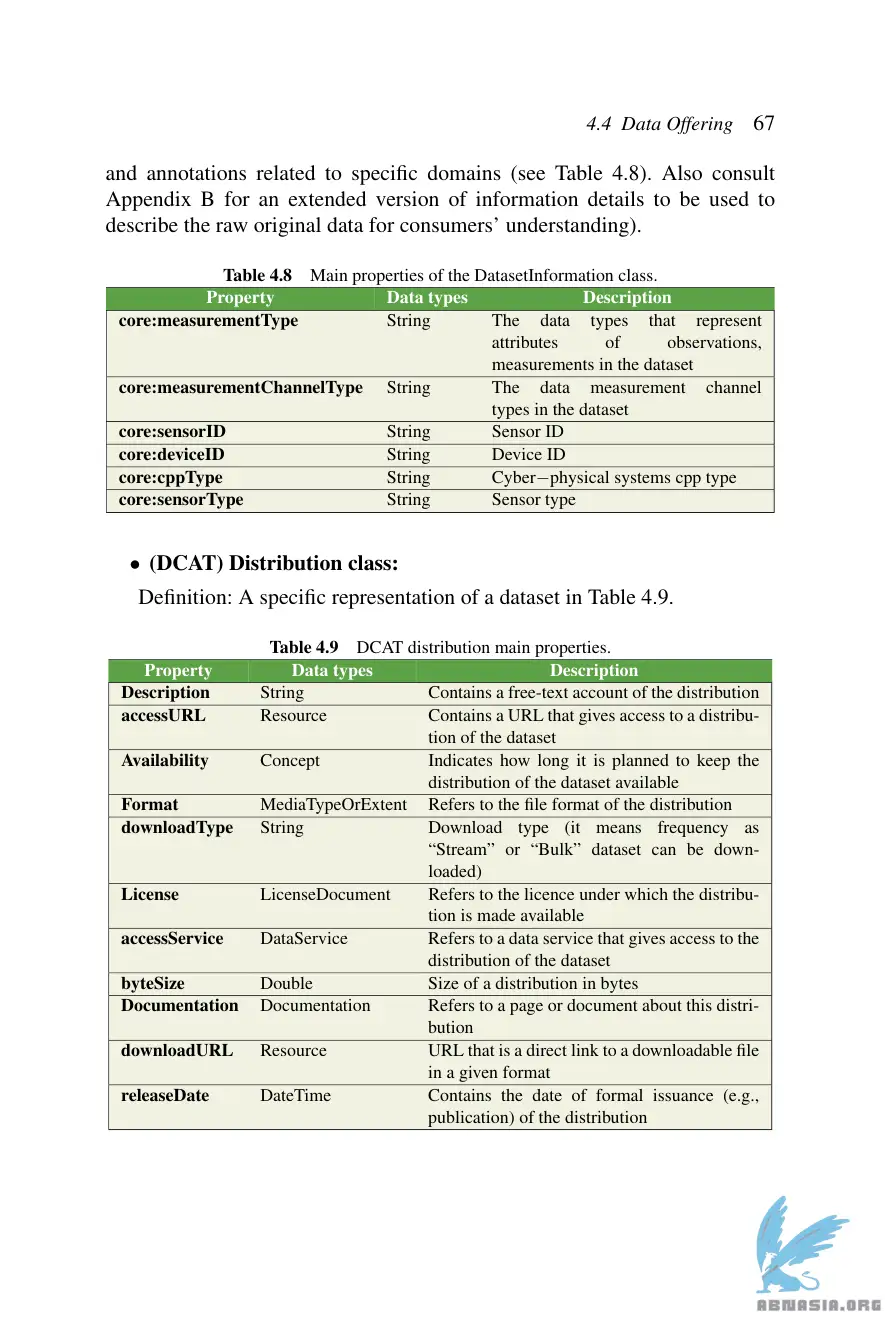 4.4 Data Offering 67
and annotations related to specific domains (see Table 4.8). Also consult
Appendix B for an extended version of information details to be used to
describe the raw original data for consumers’ understanding).
Table 4.8 Main properties of the DatasetInformation class.
Property Data types Description
core:measurementType String The data types that represent
attributes of observations,
measurements in the dataset
core:measurementChannelType String The data measurement channel
types in the dataset
core:sensorID String Sensor ID
core:deviceID String Device ID
core:cppType String Cyber−physical systems cpp type
core:sensorType String Sensor type
• (DCAT) Distribution class:
Definition: A specific representation of a dataset in Table 4.9.
Table 4.9 DCAT distribution main properties.
Property Data types Description
Description String Contains a free-text account of the distribution
accessURL Resource Contains a URL that gives access to a distribu-
tion of the dataset
Availability Concept Indicates how long it is planned to keep the
distribution of the dataset available
Format MediaTypeOrExtent Refers to the file format of the distribution
downloadType String Download type (it means frequency as
“Stream” or “Bulk” dataset can be down-
loaded)
License LicenseDocument Refers to the licence under which the distribu-
tion is made available
accessService DataService Refers to a data service that gives access to the
distribution of the dataset
byteSize Double Size of a distribution in bytes
Documentation Documentation Refers to a page or document about this distri-
bution
downloadURL Resource URL that is a direct link to a downloadable file
in a given format
releaseDate DateTime Contains the date of formal issuance (e.g.,
publication) of the distribution
ABNASIA.ORG